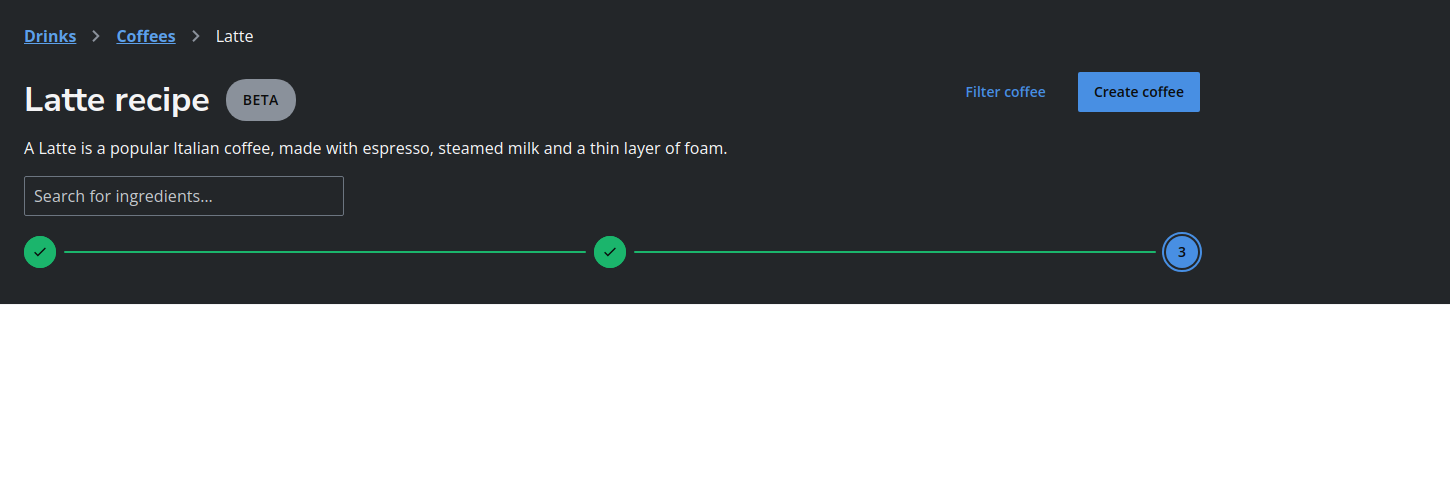 Drinks > Coffees > Latte
Latte recipe BETA
Filter coffee Create coffee
A Latte is a popular Italian coffee, made with espresso, steamed milk and a thin layer of foam.
Search for ingredients...
3